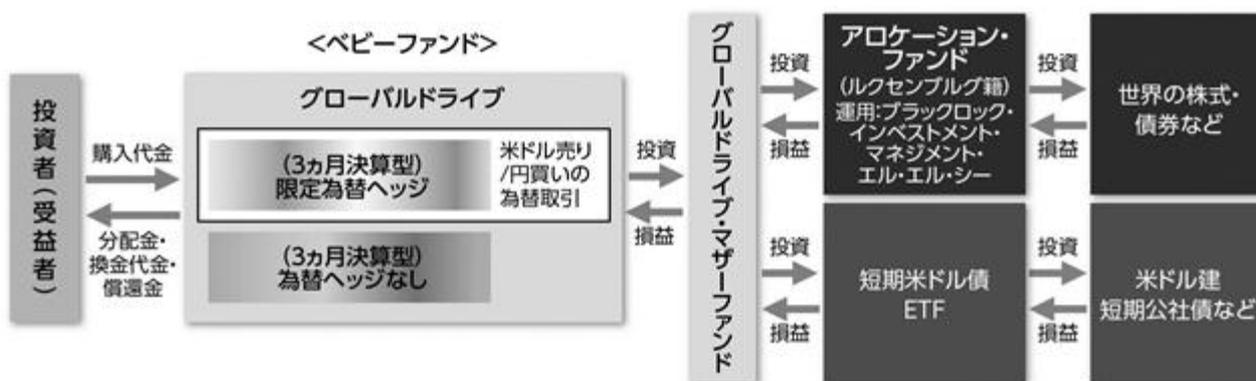 <ベビーファンド>
投資者(受益者)
購入代金
分配金・
換金代金・
償還金
グローバルドライブ
(3ヵ月決算型)
限定為替ヘッジ
米ドル売り
/円買いの
為替取引
(3ヵ月決算型)
為替ヘッジなし
投資
損益
グローバルドライブ・マザーファンド
投資
損益
アロケーション・
ファンド
(ルクセンブルグ籍)
運用:ブラックロック・
インベストメント・
マネジメント・
エル・エル・シー
投資
損益
世界の株式・
債券など
投資
損益
短期米ドル債
ETF
投資
損益
米ドル建
短期公社債など